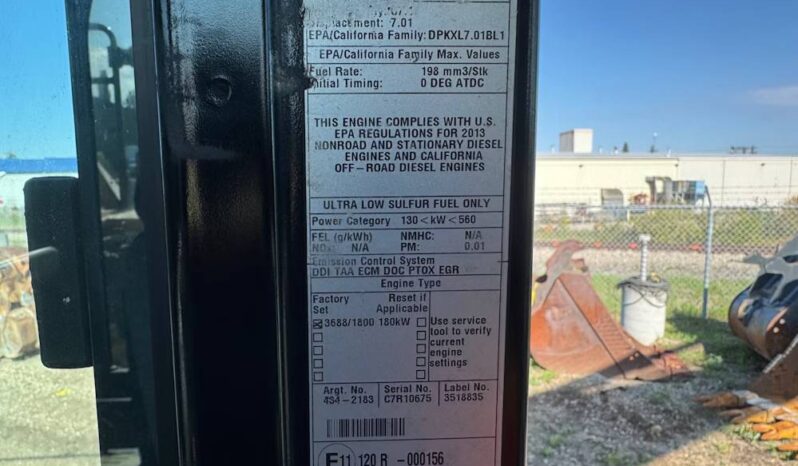 Displacement: 7.01
EPA/California Family: DPKXL7.01BL1
EPA/California Family Max. Values
Fuel Rate: 198 mm3/Stk
Initial Timing: 0 DEG ATDC
THIS ENGINE COMPLIES WITH U.S.
EPA REGULATIONS FOR 2013
NONROAD AND STATIONARY DIESEL
ENGINES AND CALIFORNIA
OFF-ROAD DIESEL ENGINES
ULTRA LOW SULFUR FUEL ONLY
Power Category 130<kW<560
FEL (g/kWh) NMHC: N/A
NOx: N/A PM: 0.01
Emission Control System
DDI TAA ECM DOC PTOX EGR
Engine Type
Factory Set Reset if Applicable
3688/1800 180kW Use service
tool to verify
current
engine
settings
Argt. No. Serial No. Label No.
434-2183 C7R10675 3518835
E11 120 R -000156